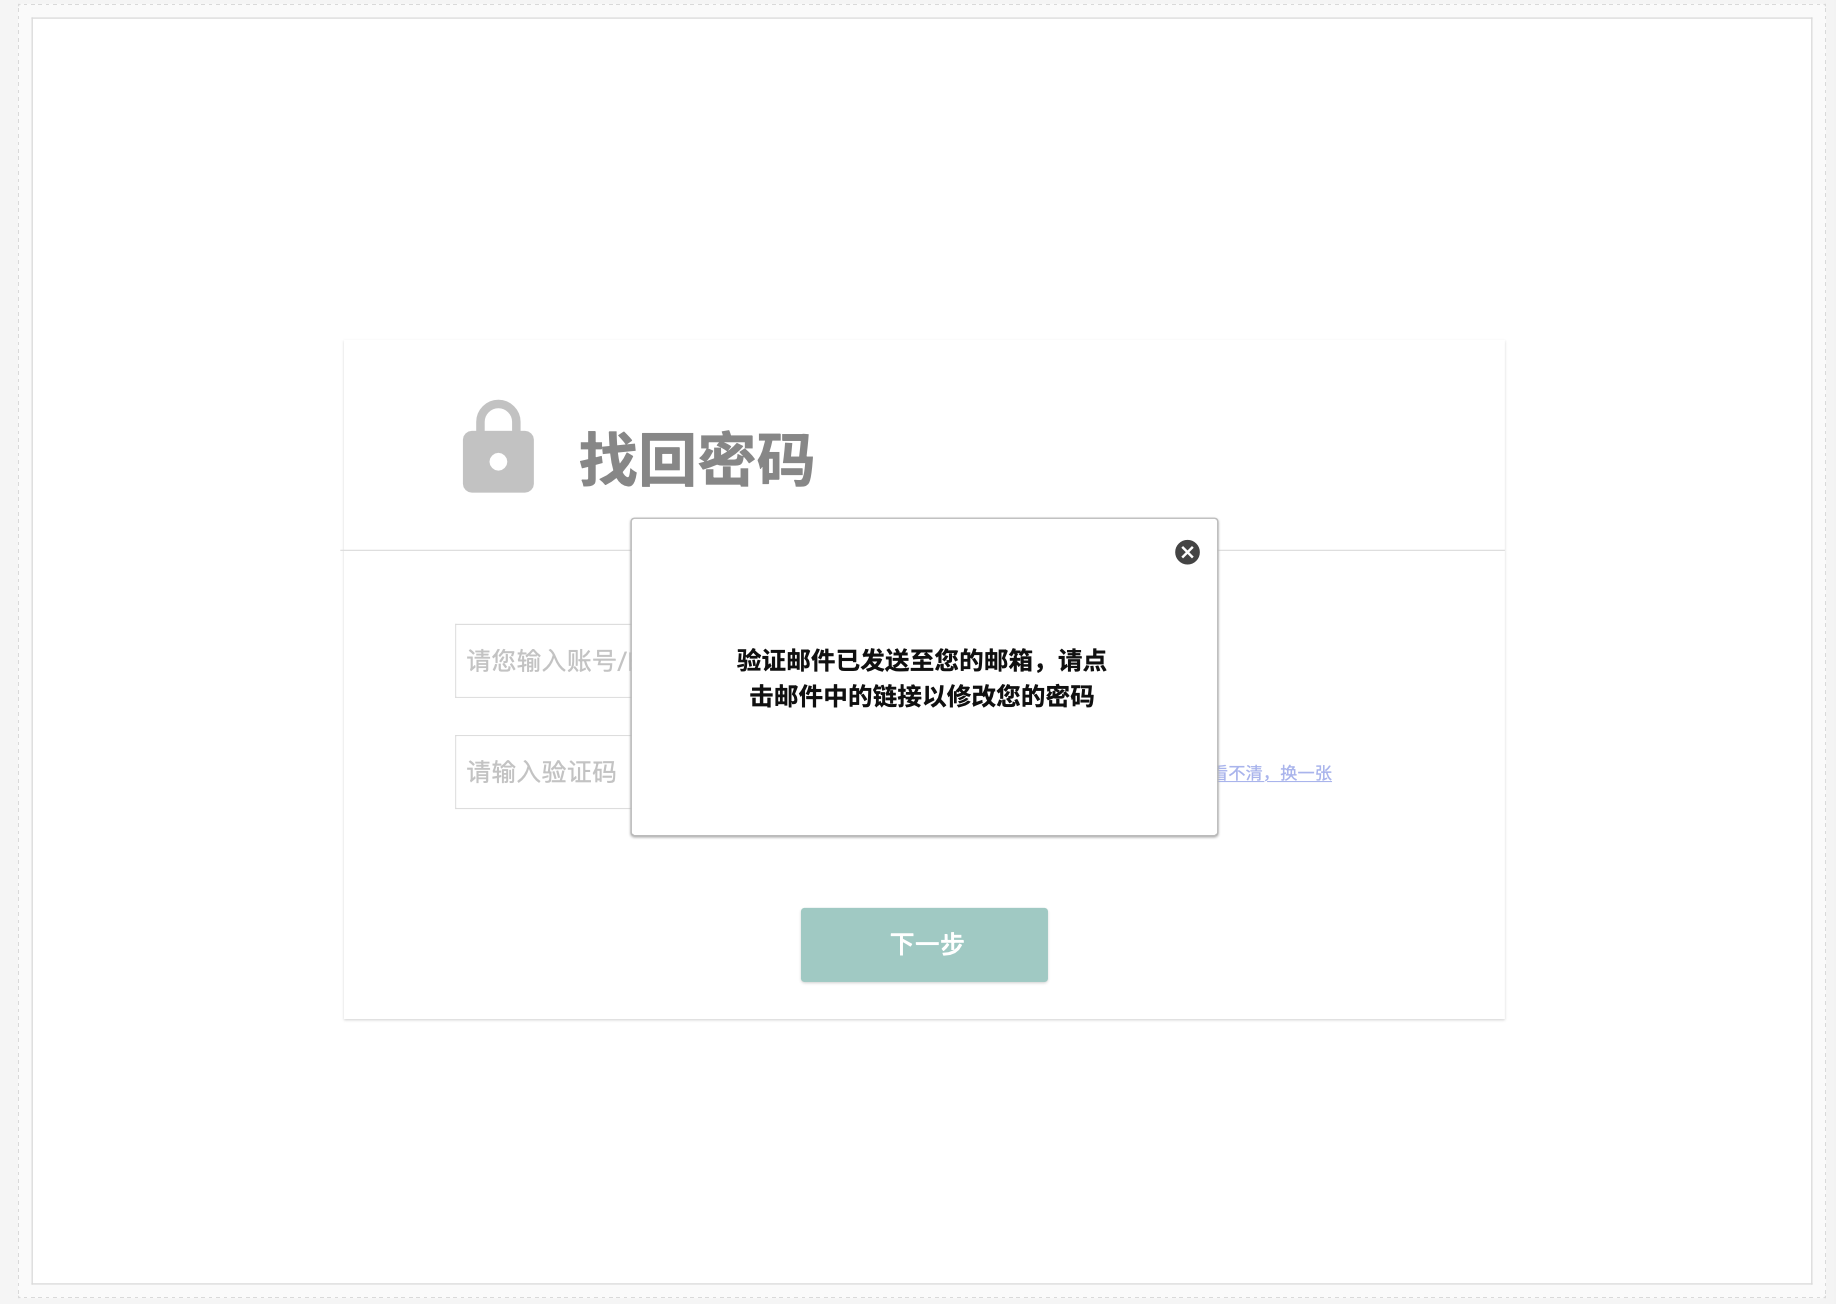 找回密码
请您输入账号/
验证邮件已发送至您的邮箱，请点
击邮件中的链接以修改您的密码
请输入验证码
看不清，换一张
下一步